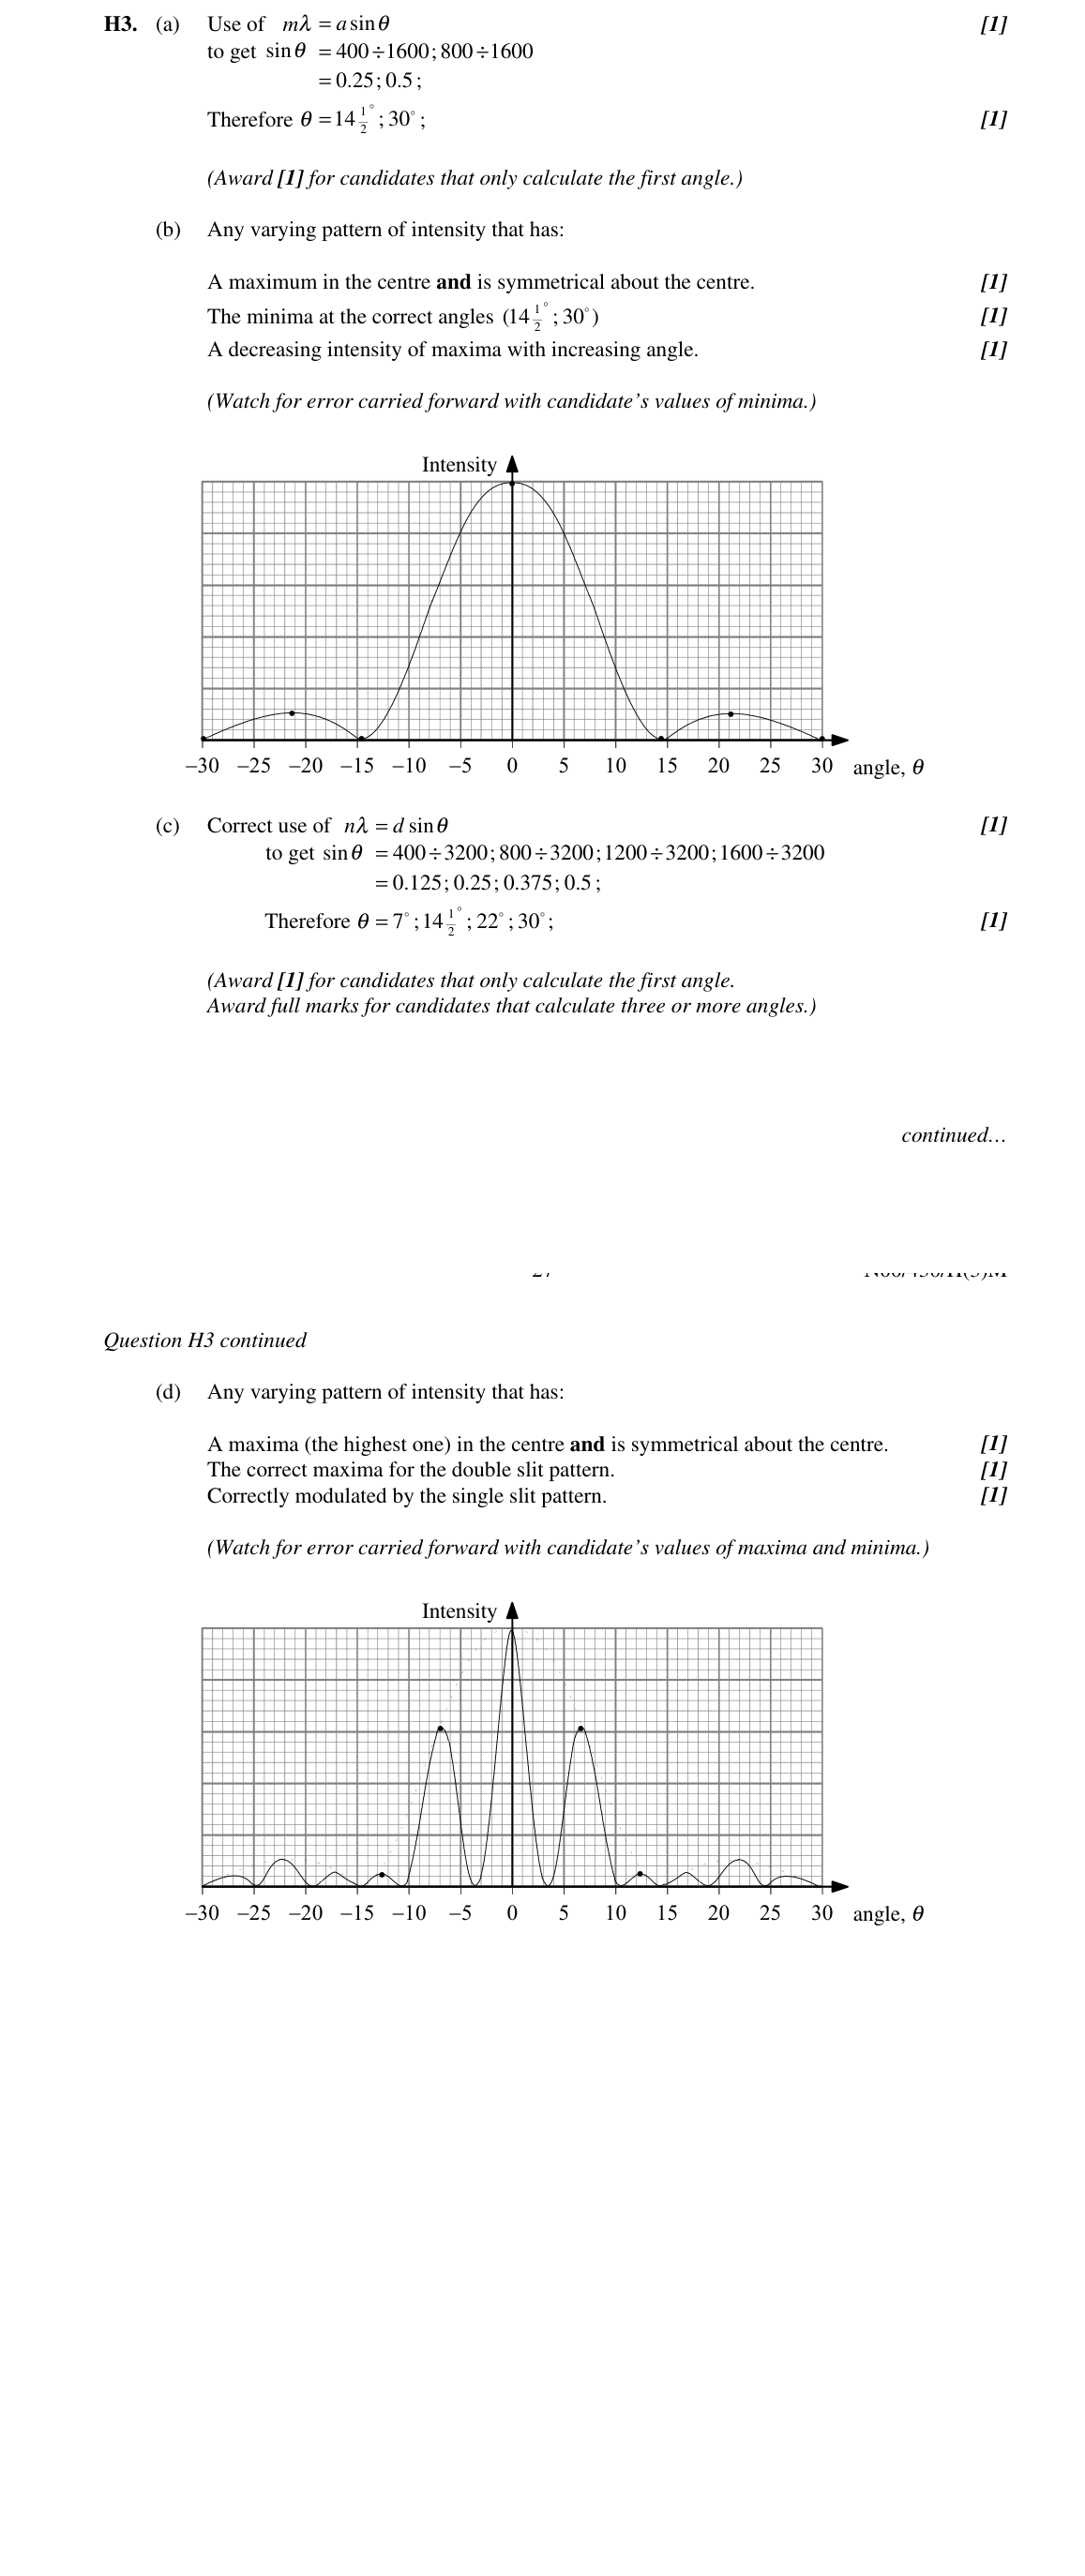 H3. (a) Use of mλ = a sin θ [1]
to get sin θ = 400 ÷ 1600; 800 ÷ 1600
= 0.25; 0.5;
Therefore θ = 14 1/2°; 30°; [1]
(Award [1] for candidates that only calculate the first angle.)
(b) Any varying pattern of intensity that has:
A maximum in the centre and is symmetrical about the centre. [1]
The minima at the correct angles (14 1/2°; 30°) [1]
A decreasing intensity of maxima with increasing angle. [1]
(Watch for error carried forward with candidate's values of minima.)
Intensity
−30 −25 −20 −15 −10 −5 0 5 10 15 20 25 30 angle, θ
(c) Correct use of nλ = d sin θ [1]
to get sin θ = 400 ÷ 3200; 800 ÷ 3200; 1200 ÷ 3200; 1600 ÷ 3200
= 0.125; 0.25; 0.375; 0.5;
Therefore θ = 7°; 14 1/2°; 22°; 30°; [1]
(Award [1] for candidates that only calculate the first angle.
Award full marks for candidates that calculate three or more angles.)
continued…
Question H3 continued
(d) Any varying pattern of intensity that has:
A maxima (the highest one) in the centre and is symmetrical about the centre. [1]
The correct maxima for the double slit pattern. [1]
Correctly modulated by the single slit pattern. [1]
(Watch for error carried forward with candidate's values of maxima and minima.)
Intensity
−30 −25 −20 −15 −10 −5 0 5 10 15 20 25 30 angle, θ